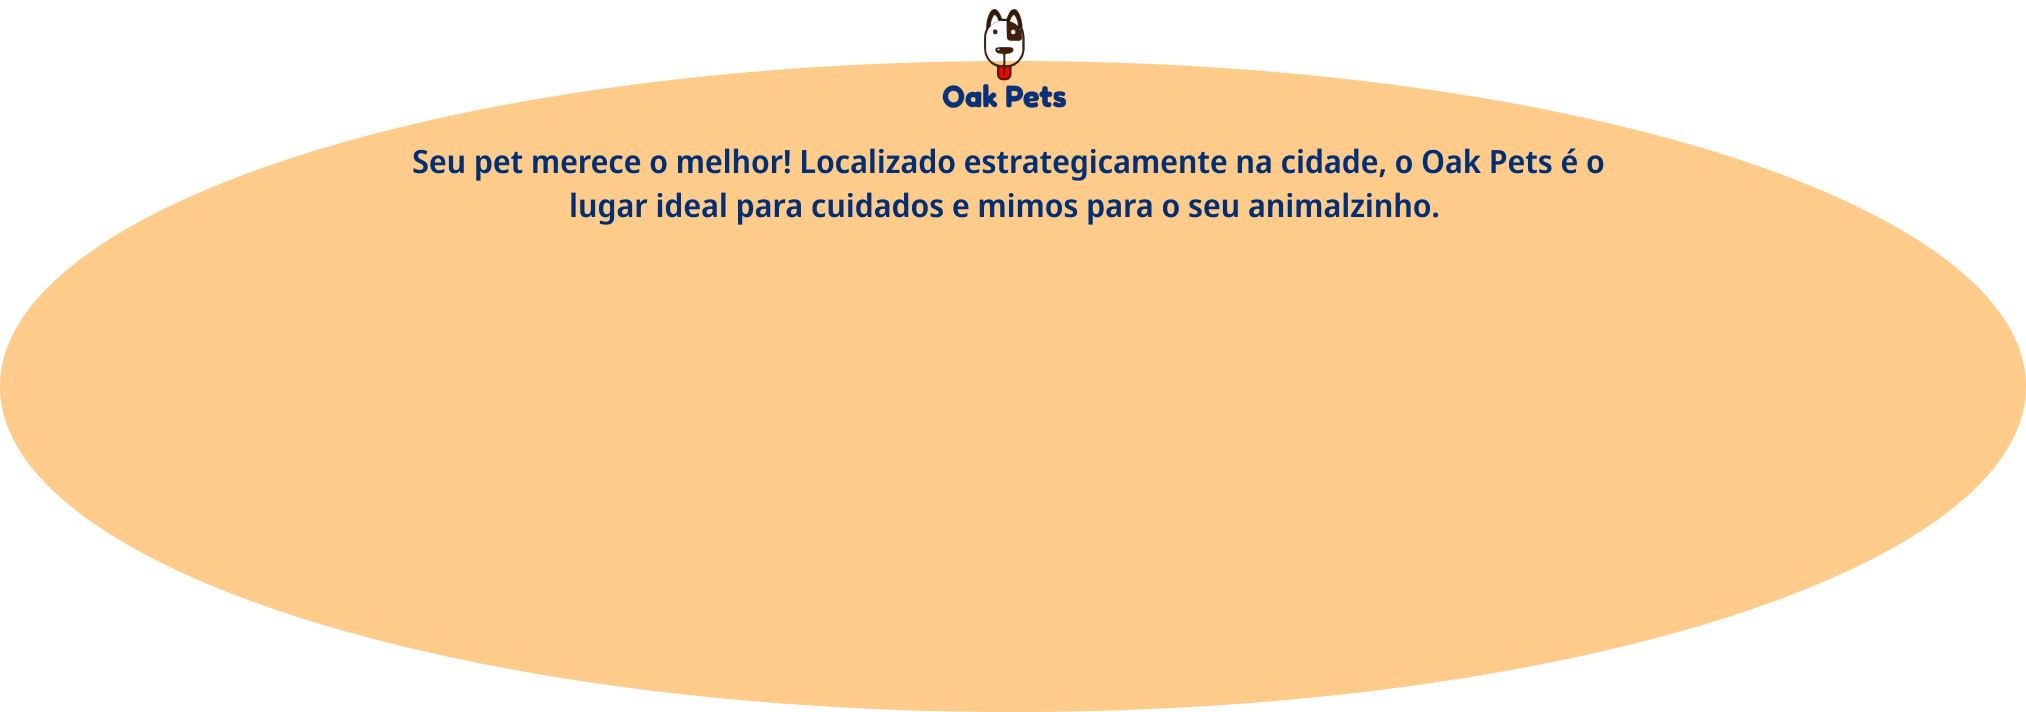 Oak Pets
Seu pet merece o melhor! Localizado estrategicamente na cidade, o Oak Pets é o
lugar ideal para cuidados e mimos para o seu animalzinho.